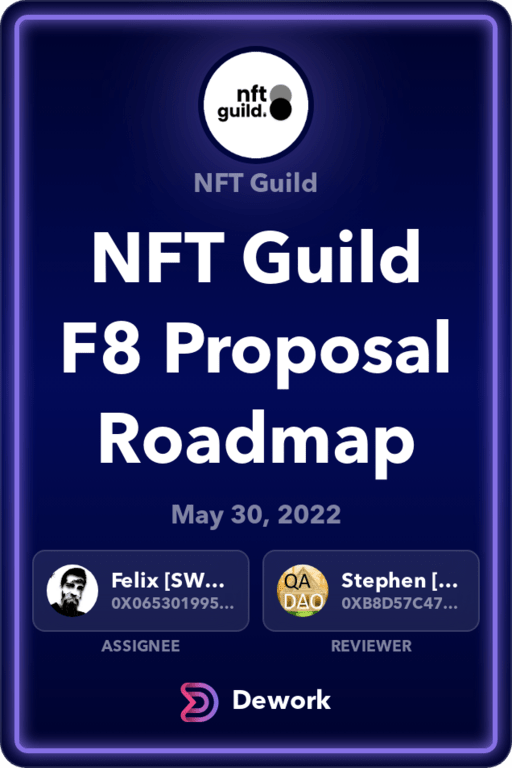 nft
guild.
NFT Guild
NFT Guild
F8 Proposal
Roadmap
May 30, 2022
Felix [SW...
0X065301995...
ASSIGNEE
QA
DAO
Stephen [...
0XB8D57C47...
REVIEWER
Dework